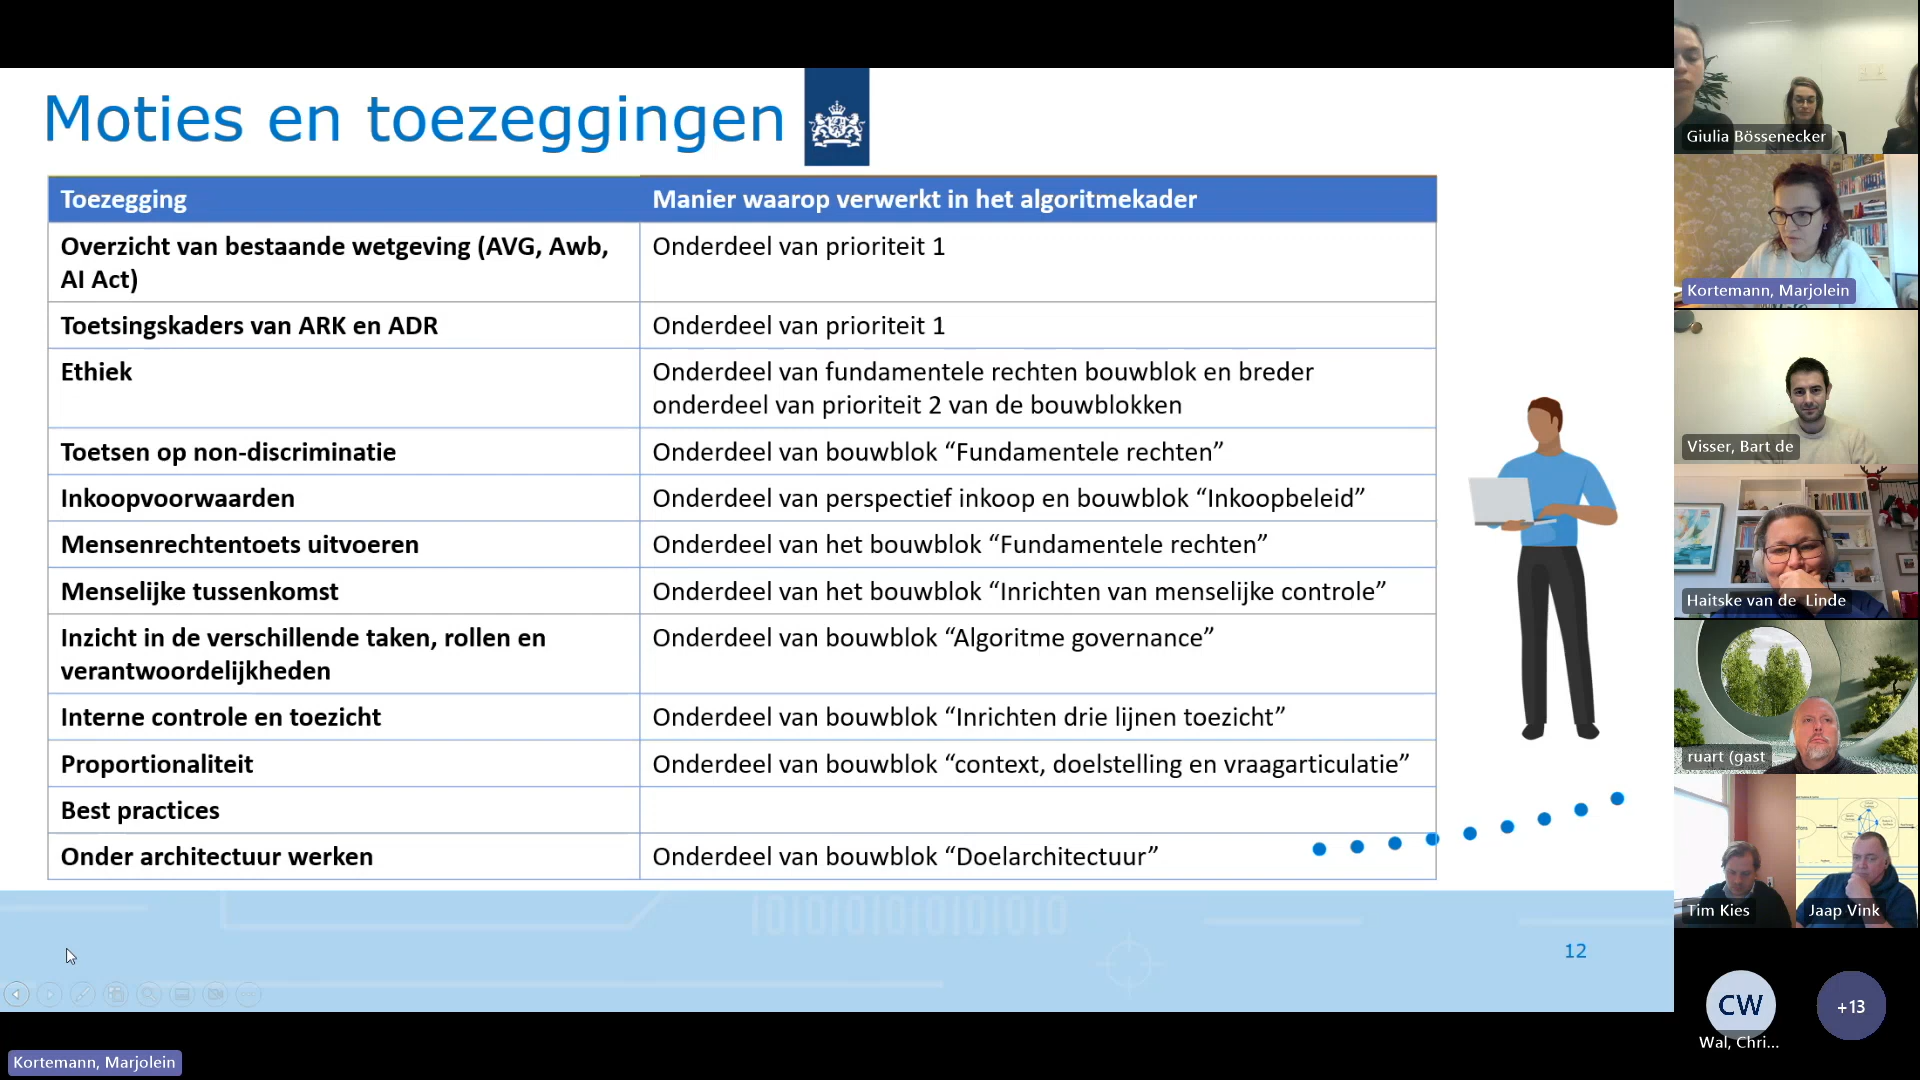 Moties en toezeggingen
Toezegging
Manier waarop verwerkt in het algoritmekader
Overzicht van bestaande wetgeving (AVG, Awb,
AI Act)
Onderdeel van prioriteit 1
Toetsingskaders van ARK en ADR
Onderdeel van prioriteit 1
Ethiek
Onderdeel van fundamentele rechten bouwblok en breder
onderdeel van prioriteit 2 van de bouwblokken
Toetsen op non-discriminatie
Onderdeel van bouwblok “Fundamentele rechten”
Inkoopvoorwaarden
Onderdeel van perspectief inkoop en bouwblok “Inkoopbeleid”
Mensenrechtentoets uitvoeren
Onderdeel van het bouwblok “Fundamentele rechten”
Menselijke tussenkomst
Onderdeel van het bouwblok “Inrichten van menselijke controle”
Inzicht in de verschillende taken, rollen en
verantwoordelijkheden
Onderdeel van bouwblok “Algoritme governance”
Interne controle en toezicht
Onderdeel van bouwblok “Inrichten drie lijnen toezicht”
Proportionaliteit
Onderdeel van bouwblok “context, doelstelling en vraagarticulatie”
Best practices
Onder architectuur werken
Onderdeel van bouwblok “Doelarchitectuur”
12
Kortemann, Marjolein
Giulia Bössenecker
Kortemann, Marjolein
Visser, Bart de
Haitske van de Linde
ruart (gast
Tim Kies
Jaap Vink
CW
Wal, Chri...
+13